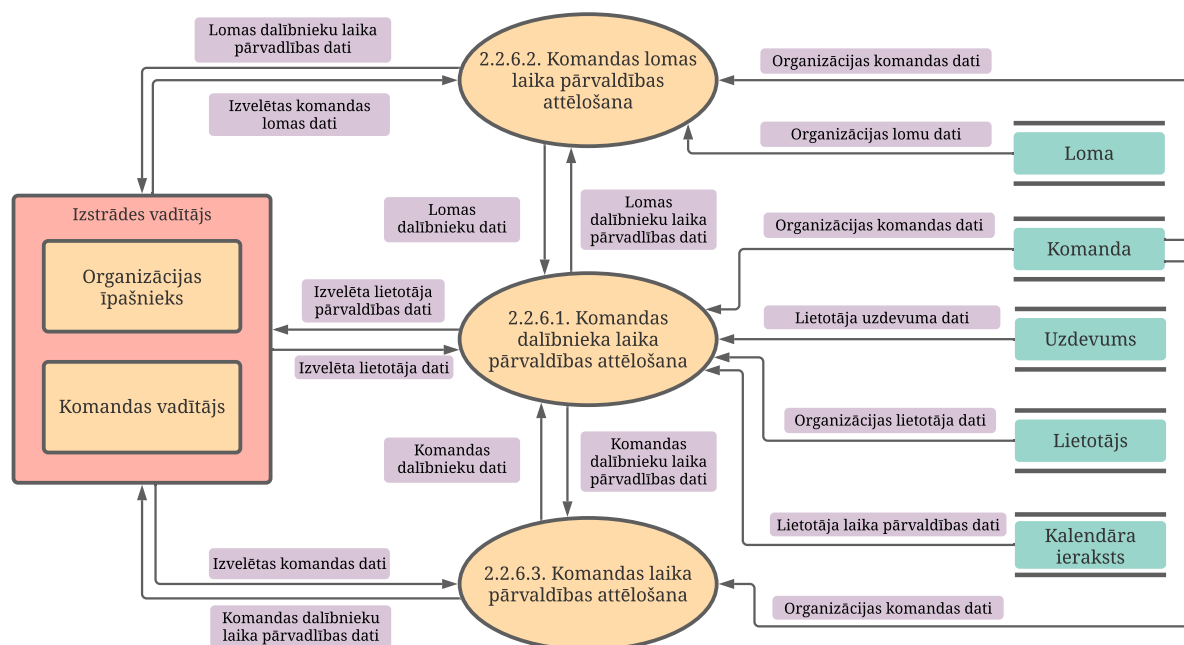 Lomas dalībnieku laika
pārvadlības dati
2.2.6.2. Komandas lomas
laika pārvaldības
attēlošana
Organizācijas komandas dati
Izvelētas komandas
lomas dati
Organizācijas lomu dati
Loma
Lomas
dalībnieku dati
Lomas
dalībnieku laika
pārvadlības dati
Izstrādes vadītājs
Organizācijas
īpašnieks
Komandas vadītājs
Organizācijas komandas dati
Komanda
Izvelēta lietotāja
pārvaldības dati
Izvelēta lietotāja dati
2.2.6.1. Komandas
dalībnieka laika
pārvaldības attēlošana
Lietotāja uzdevuma dati
Uzdevums
Organizācijas lietotāja dati
Lietotājs
Komandas
dalībnieku dati
Komandas
dalībnieku laika
pārvadlības dati
Lietotāja laika pārvaldības dati
Kalendāra
ieraksts
Izvelētas komandas dati
2.2.6.3. Komandas laika
pārvaldības attēlošana
Organizācijas komandas dati
Komandas dalībnieku
laika pārvadlības dati